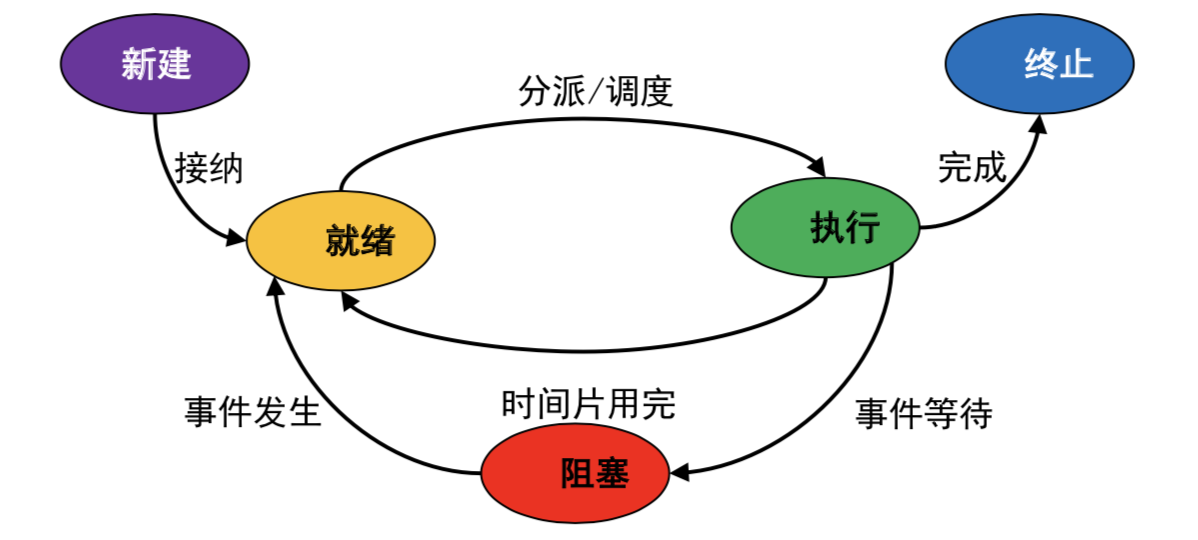 新建
终止
分派/调度
接纳
完成
就绪
执行
时间片用完
事件发生
事件等待
阻塞